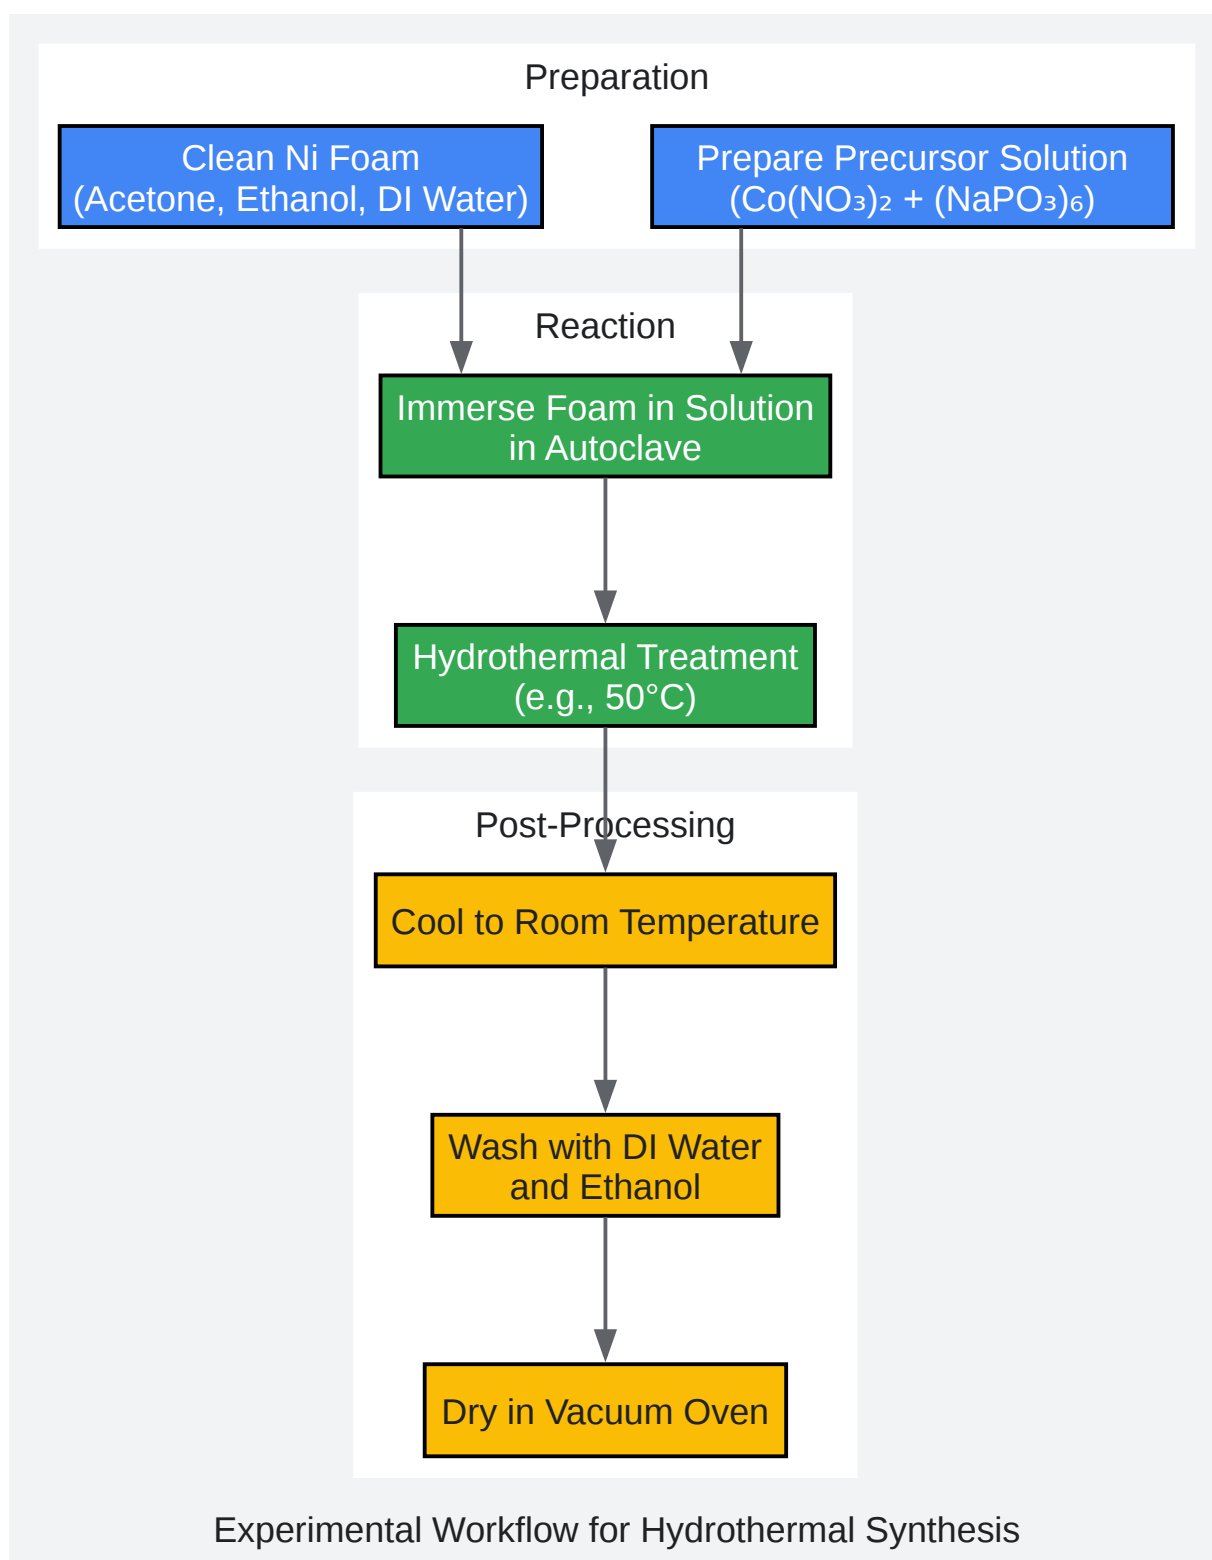 Preparation
Clean Ni Foam
(Acetone, Ethanol, DI Water)
Prepare Precursor Solution
(Co(NO₃)₂ + (NaPO₃)₆)
Reaction
Immerse Foam in Solution
in Autoclave
Hydrothermal Treatment
(e.g., 50°C)
Post-Processing
Cool to Room Temperature
Wash with DI Water
and Ethanol
Dry in Vacuum Oven
Experimental Workflow for Hydrothermal Synthesis